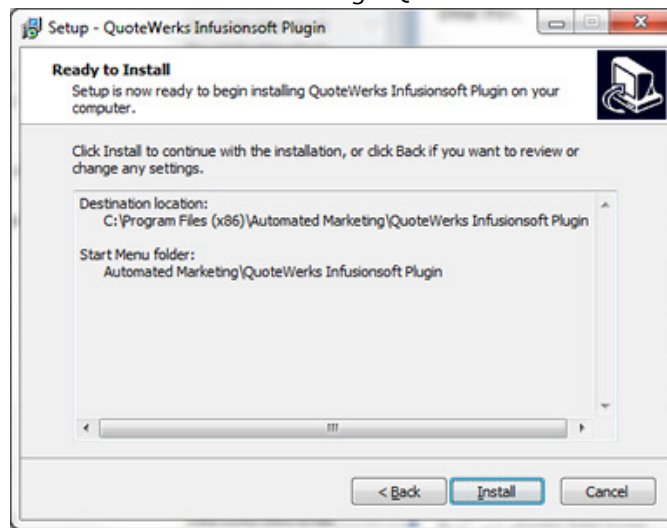 Setup - QuoteWerks Infusionsoft Plugin
Ready to Install
Setup is now ready to begin installing QuoteWerks Infusionsoft Plugin on your
computer.
Click Install to continue with the installation, or click Back if you want to review or
change any settings.
Destination location:
C:\Program Files (x86)\Automated Marketing\QuoteWerks Infusionsoft Plugin
Start Menu folder:
Automated Marketing\QuoteWerks Infusionsoft Plugin
< Back Install Cancel